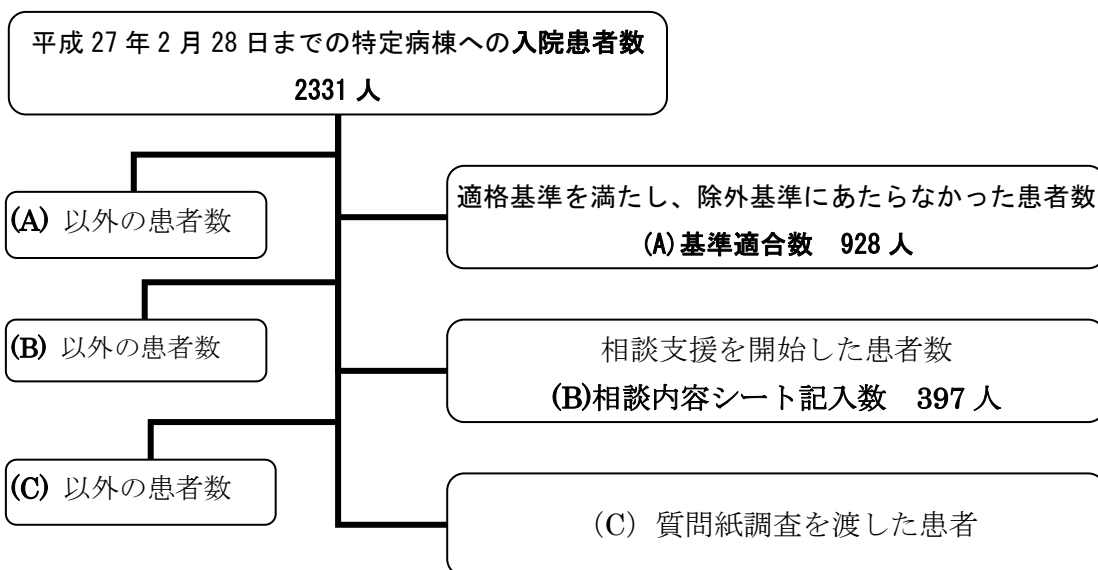 平成 27 年 2 月 28 日までの特定病棟への入院患者数
2331 人
(A) 以外の患者数
適格基準を満たし、除外基準にあたらなかった患者数
(A)基準適合数　928 人
(B) 以外の患者数
相談支援を開始した患者数
(B)相談内容シート記入数　397 人
(C) 以外の患者数
（C）質問紙調査を渡した患者